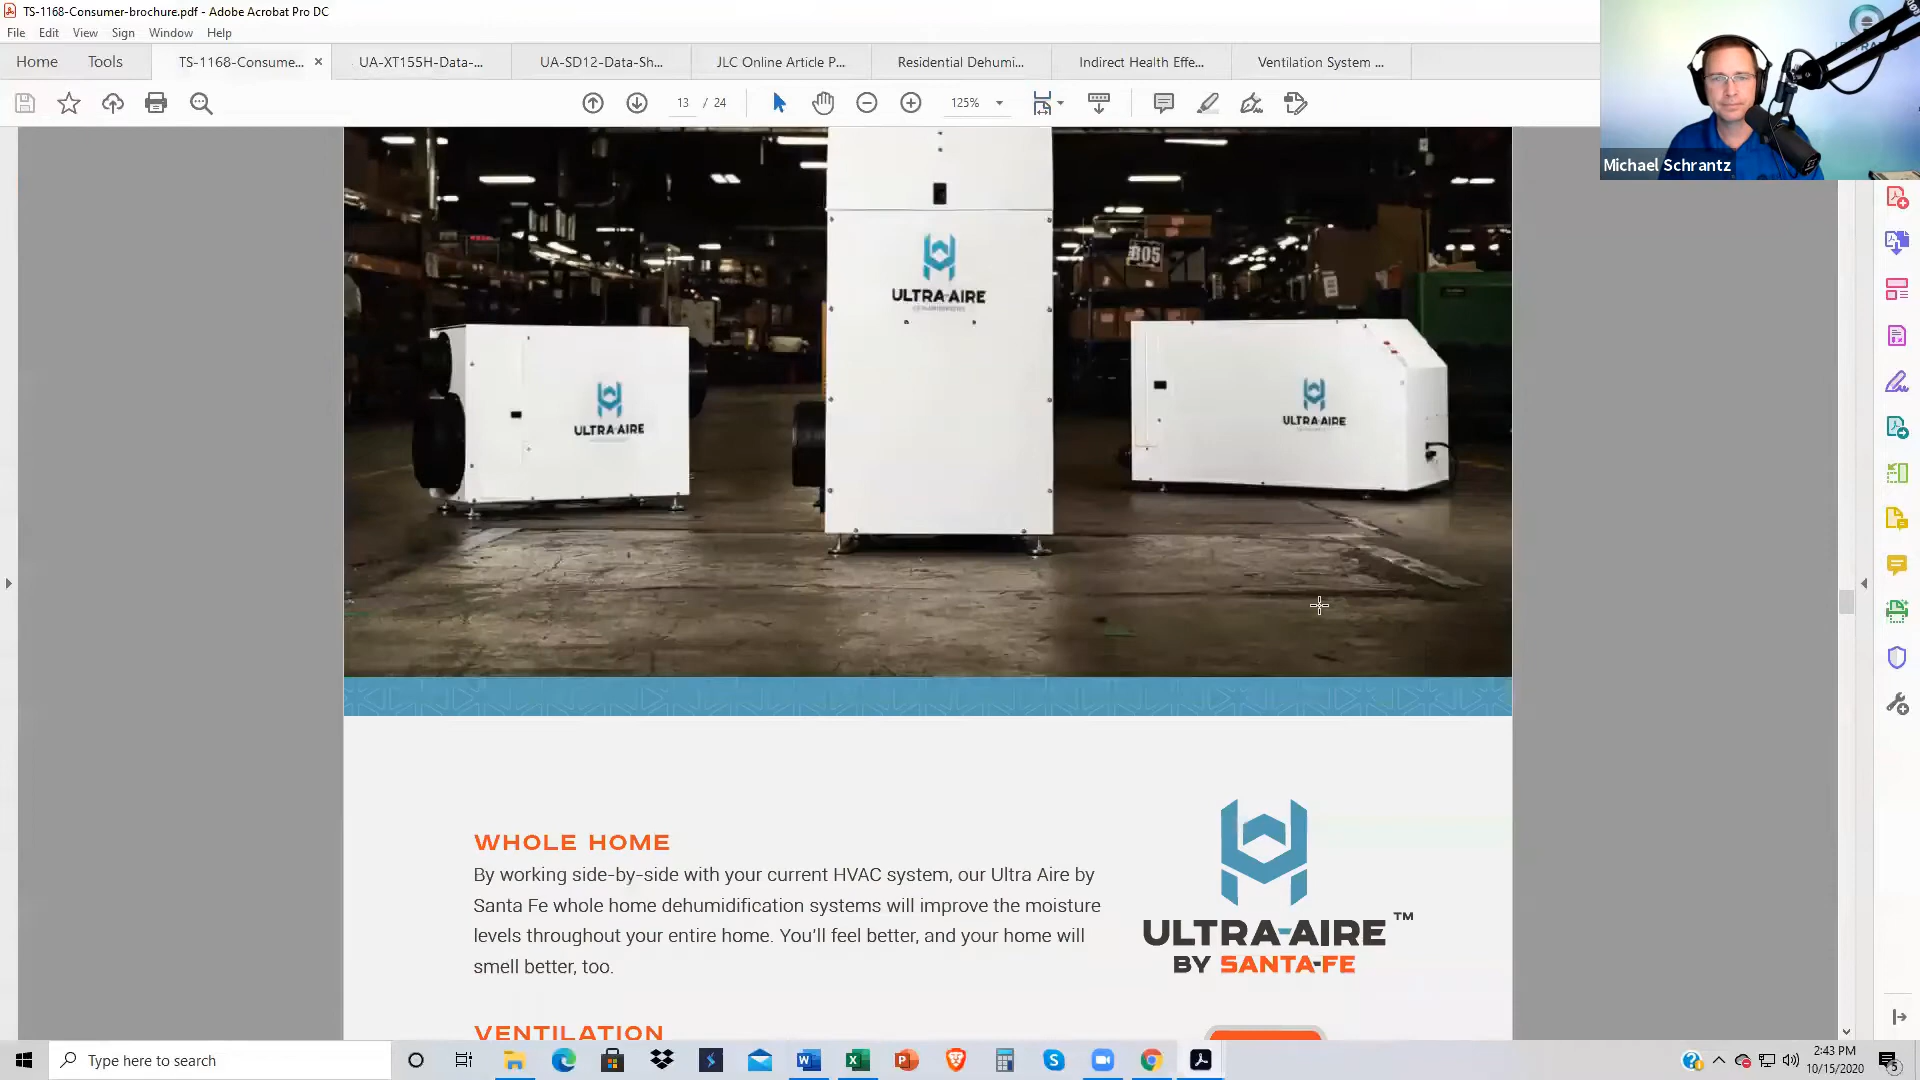 TS-1168-Consumer-brochure.pdf - Adobe Acrobat Pro DC
File Edit View Sign Window Help
Home Tools TS-1168-Consume... × UA-XT155H-Data-... UA-SD12-Data-Sh... JLC Online Article P... Residential Dehumi... Indirect Health Effe... Ventilation System ...
13 / 24 125%
Michael Schrantz
B05
ULTRA-AIRE
ULTRA-AIRE
ULTRA-AIRE
WHOLE HOME
By working side-by-side with your current HVAC system, our Ultra Aire by
Santa Fe whole home dehumidification systems will improve the moisture
levels throughout your entire home. You'll feel better, and your home will
smell better, too.
ULTRA-AIRE™
BY SANTA-FE
VENTILATION
Type here to search
2:43 PM
10/15/2020
5